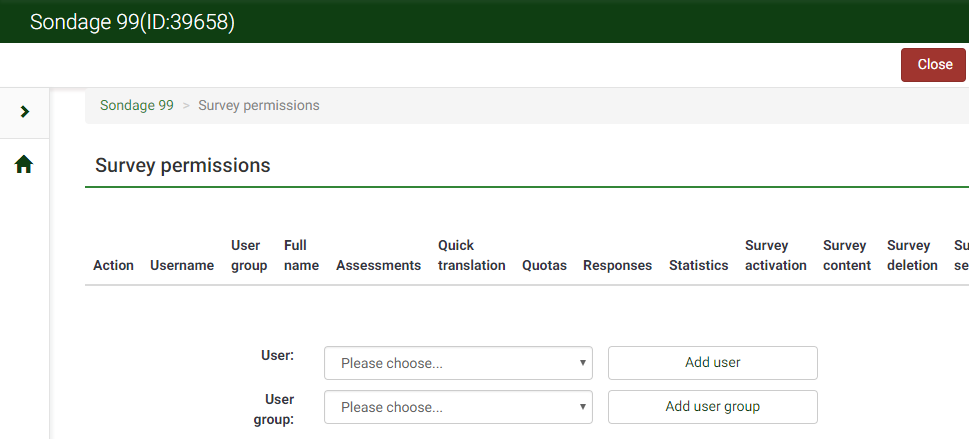 Sondage 99(ID:39658)
Close
Sondage 99 > Survey permissions
Survey permissions
User Full Quick Survey Survey Survey Su
Action Username group name Assessments translation Quotas Responses Statistics activation content deletion se
User: Please choose... Add user
User
group: Please choose... Add user group